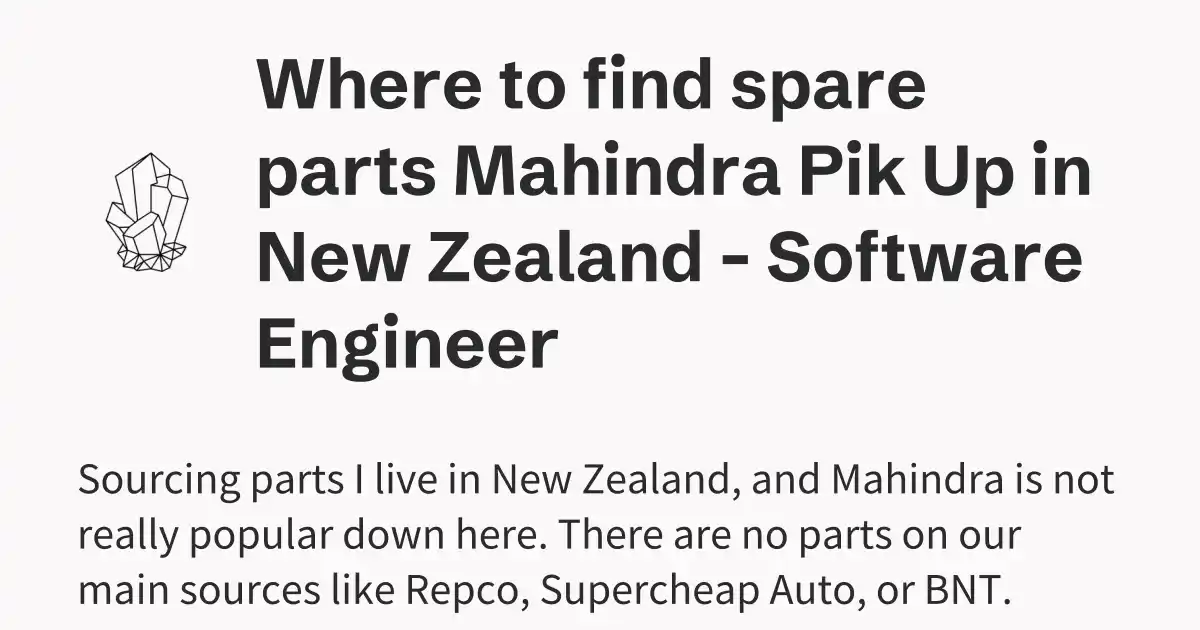 Where to find spare
parts Mahindra Pik Up in
New Zealand - Software
Engineer
Sourcing parts I live in New Zealand, and Mahindra is not
really popular down here. There are no parts on our
main sources like Repco, Supercheap Auto, or BNT.